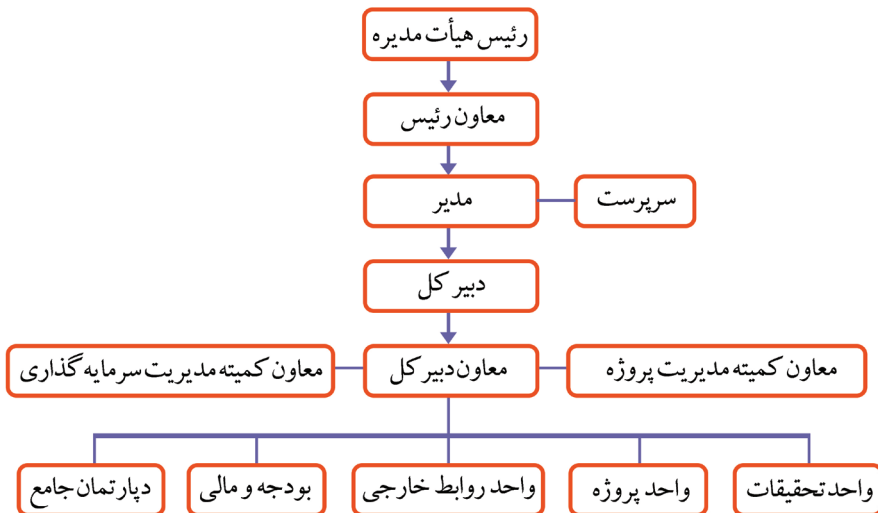 رئیس هیأت مدیره
معاون رئیس
مدیر
سرپرست
دبیر کل
معاون کمیته مدیریت پروژه
معاون دبیر کل
معاون کمیته مدیریت سرمایه گذاری
واحد تحقیقات
واحد پروژه
واحد روابط خارجی
بودجه و مالی
دپارتمان جامع